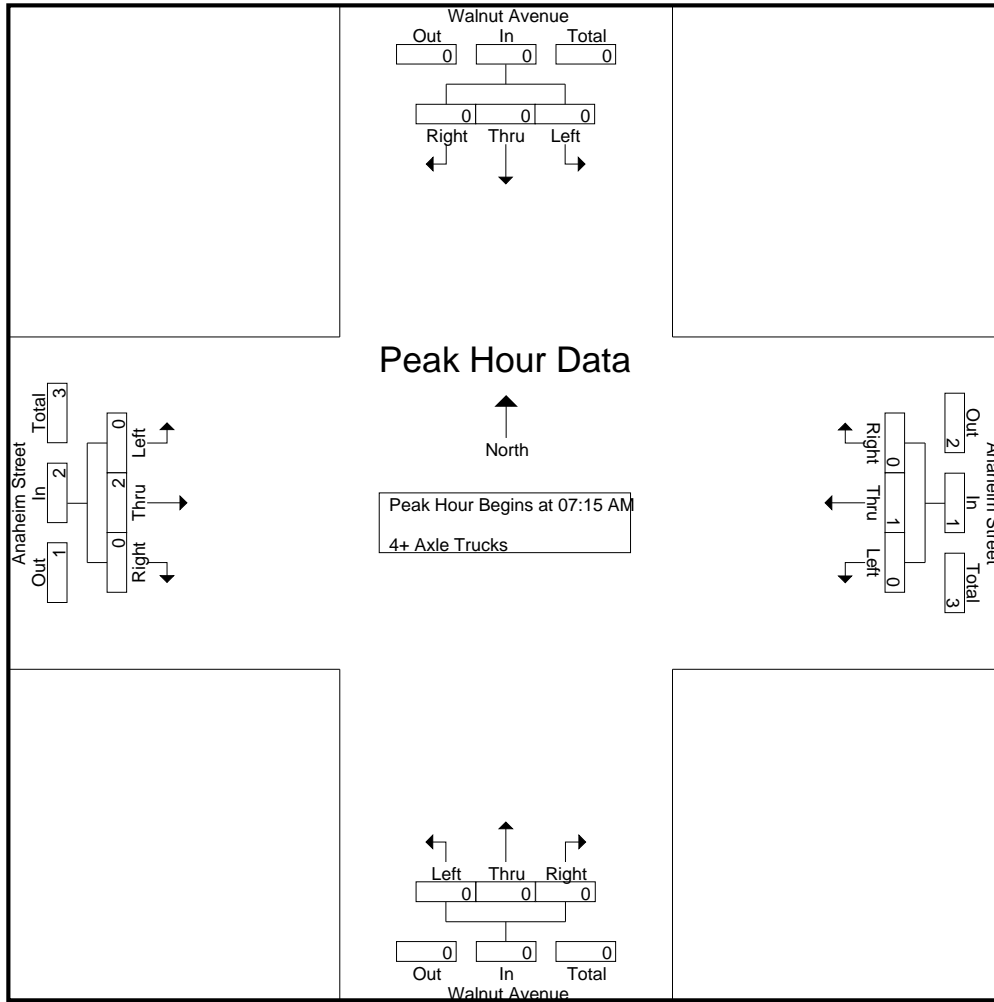 Walnut Avenue
Out In Total
0 0 0
0 0 0
Right Thru Left
Peak Hour Data
North
Peak Hour Begins at 07:15 AM
4+ Axle Trucks
Anaheim Street
Out In Total
1 2 3
0 2 0
Left Thru Right
Anaheim Street
Out In Total
2 1 3
0 1 0
Right Thru Left
Left Thru Right
0 0 0
0 0 0
Out In Total
Walnut Avenue